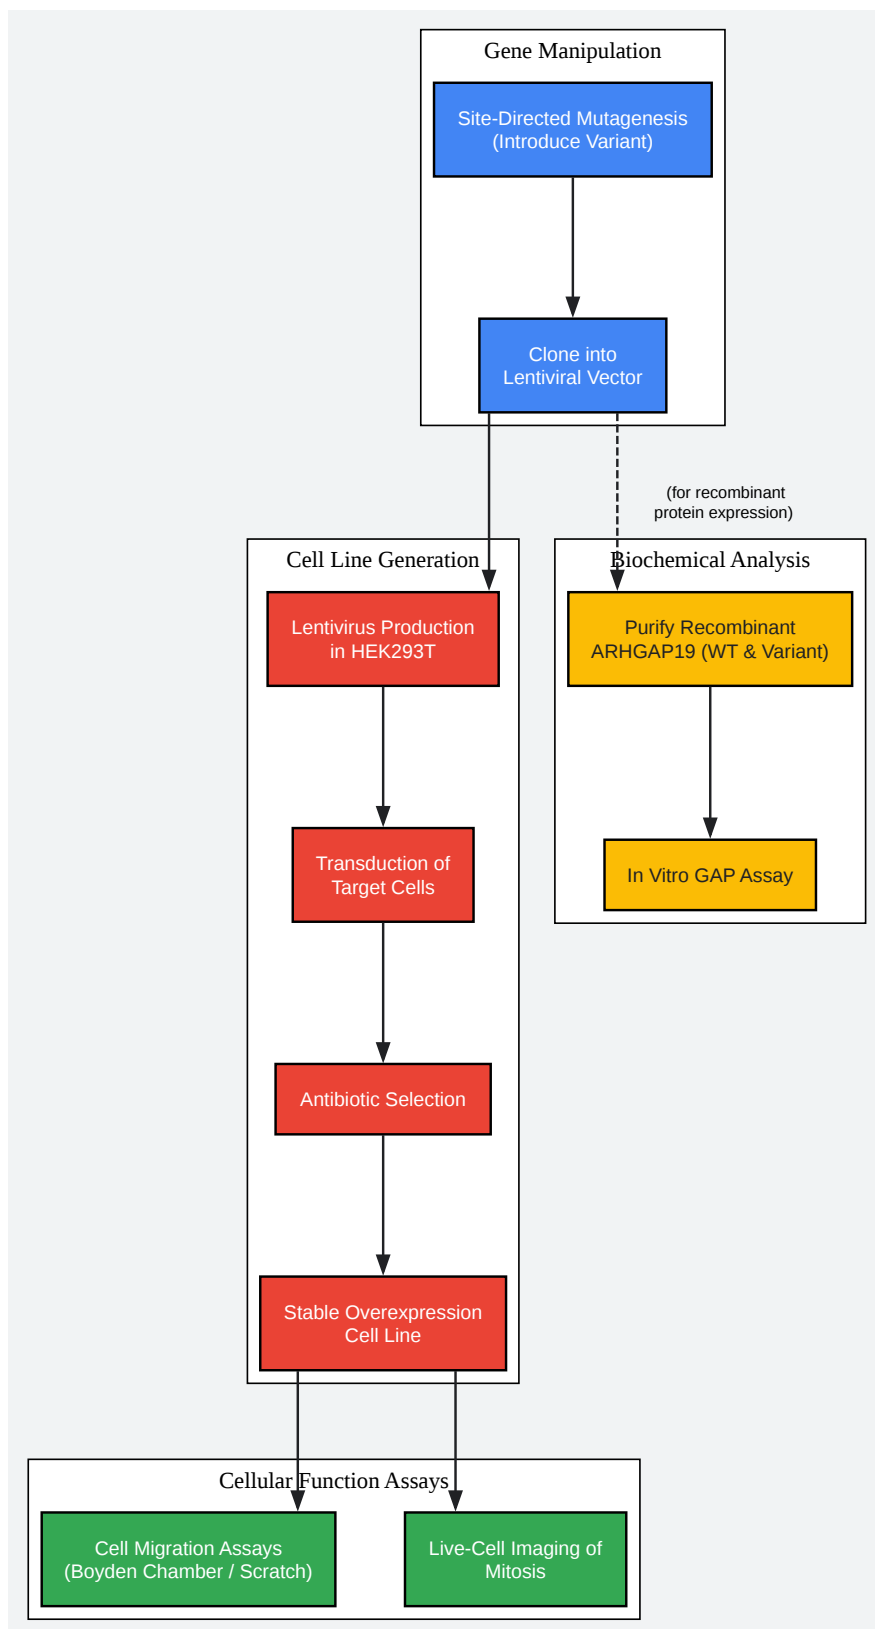 Gene Manipulation
Site-Directed Mutagenesis
(Introduce Variant)
Clone into
Lentiviral Vector
(for recombinant
protein expression)
Cell Line Generation
Lentivirus Production
in HEK293T
Transduction of
Target Cells
Antibiotic Selection
Stable Overexpression
Cell Line
Biochemical Analysis
Purify Recombinant
ARHGAP19 (WT & Variant)
In Vitro GAP Assay
Cellular Function Assays
Cell Migration Assays
(Boyden Chamber / Scratch)
Live-Cell Imaging of
Mitosis